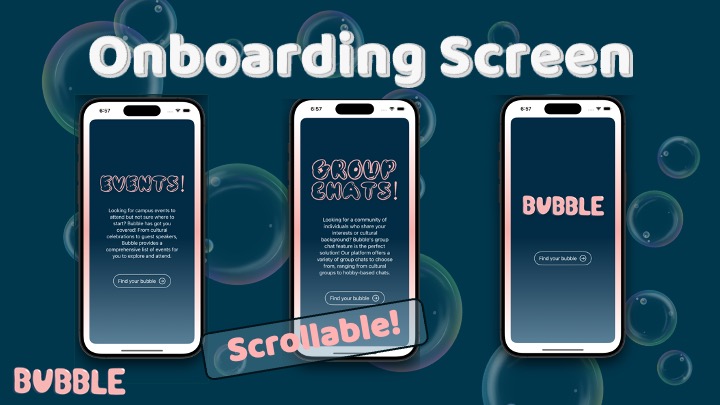 Onboarding Screen
6:57
EVENTS!
Looking for campus events to
attend but not sure where to
start? Bubble has got you
covered! From cultural
celebrations to guest speakers,
Bubble provides a
comprehensive list of events for
you to explore and attend.
Find your bubble
6:57
GROUP
CHATS!
Looking for a community of
individuals who share your
interests or cultural
background? Bubble's group
chat feature is the perfect
solution! Our platform offers a
variety of group chats to choose
from, ranging from cultural
groups to hobby-based chats.
Find your bubble
6:57
BUBBLE
Find your bubble
Scrollable!
BUBBLE